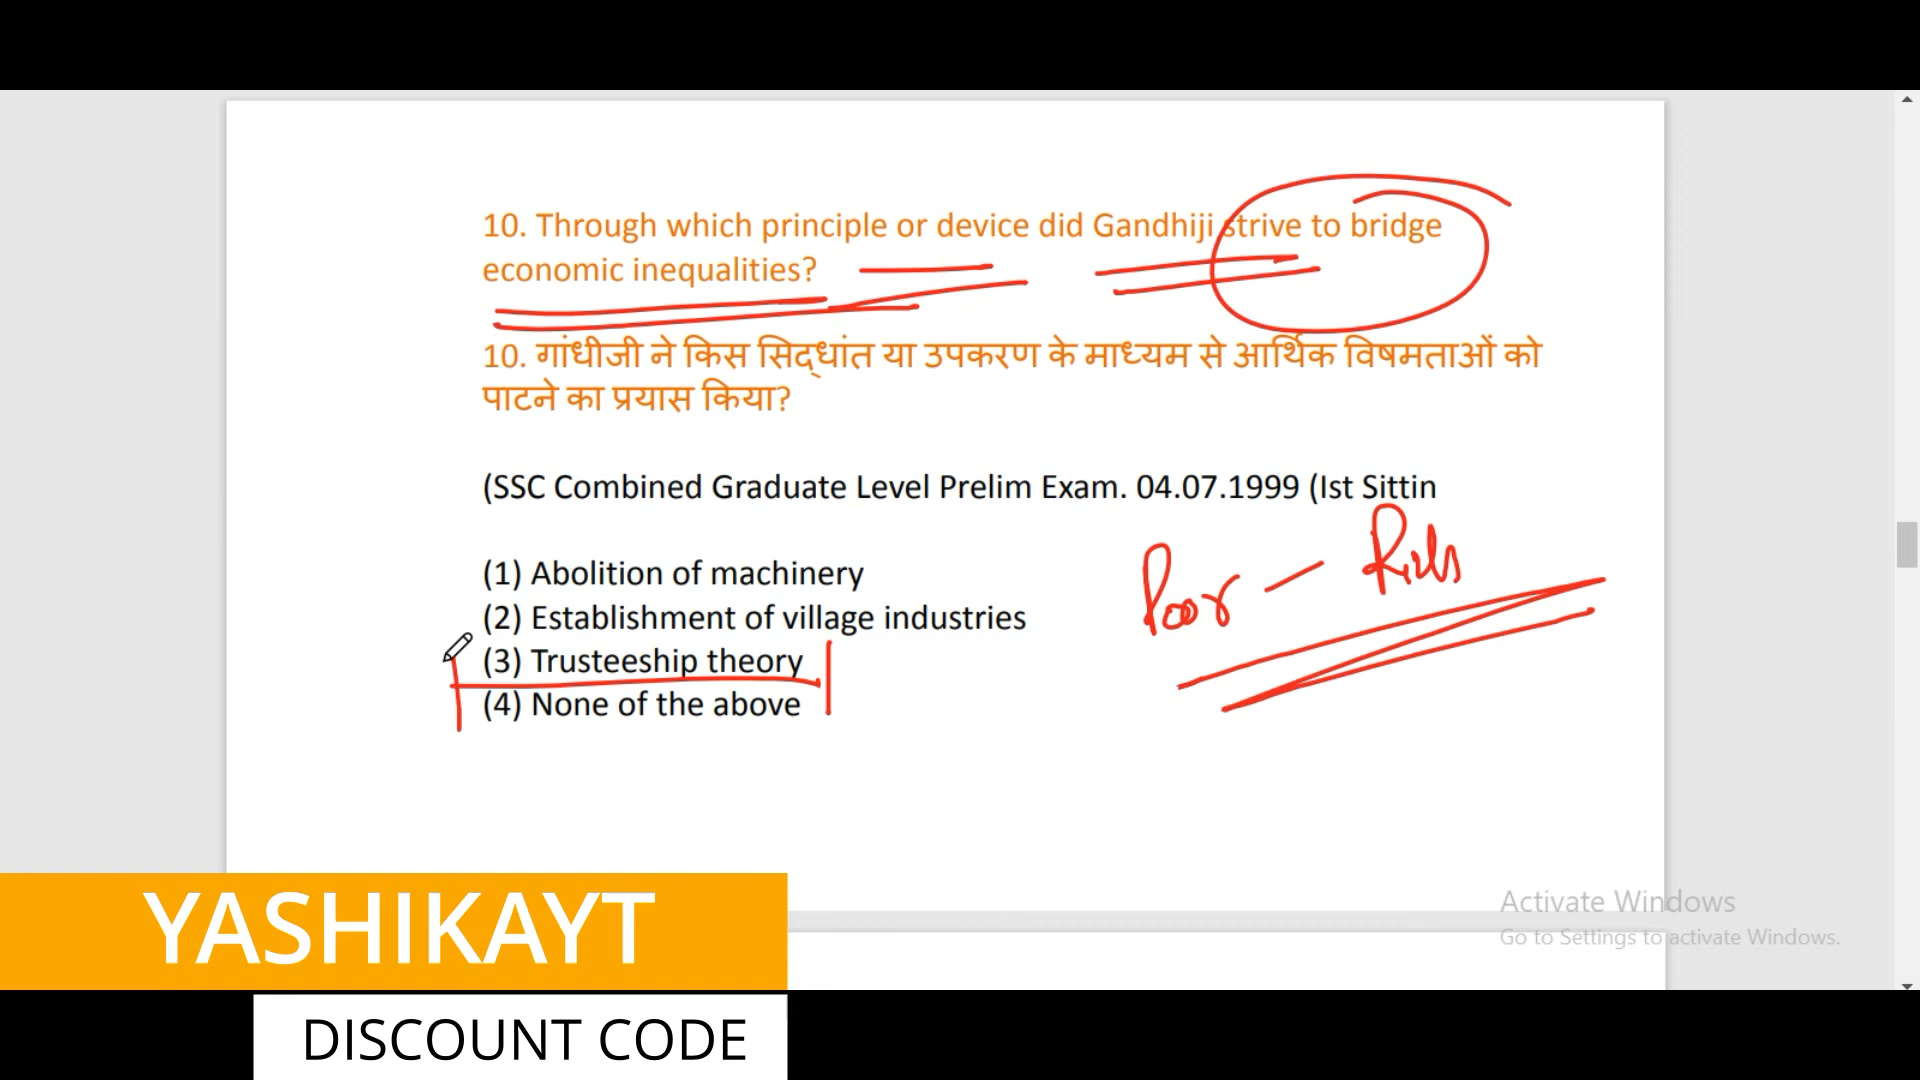 10. Through which principle or device did Gandhiji strive to bridge
economic inequalities?
10. गांधीजी ने किस सिद्धांत या उपकरण के माध्यम से आर्थिक विषमताओं को
पाटने का प्रयास किया?
(SSC Combined Graduate Level Prelim Exam. 04.07.1999 (Ist Sittin
Poor — Rich
(1) Abolition of machinery
(2) Establishment of village industries
(3) Trusteeship theory
(4) None of the above
YASHIKAYT
DISCOUNT CODE
Activate Windows
Go to Settings to activate Windows.